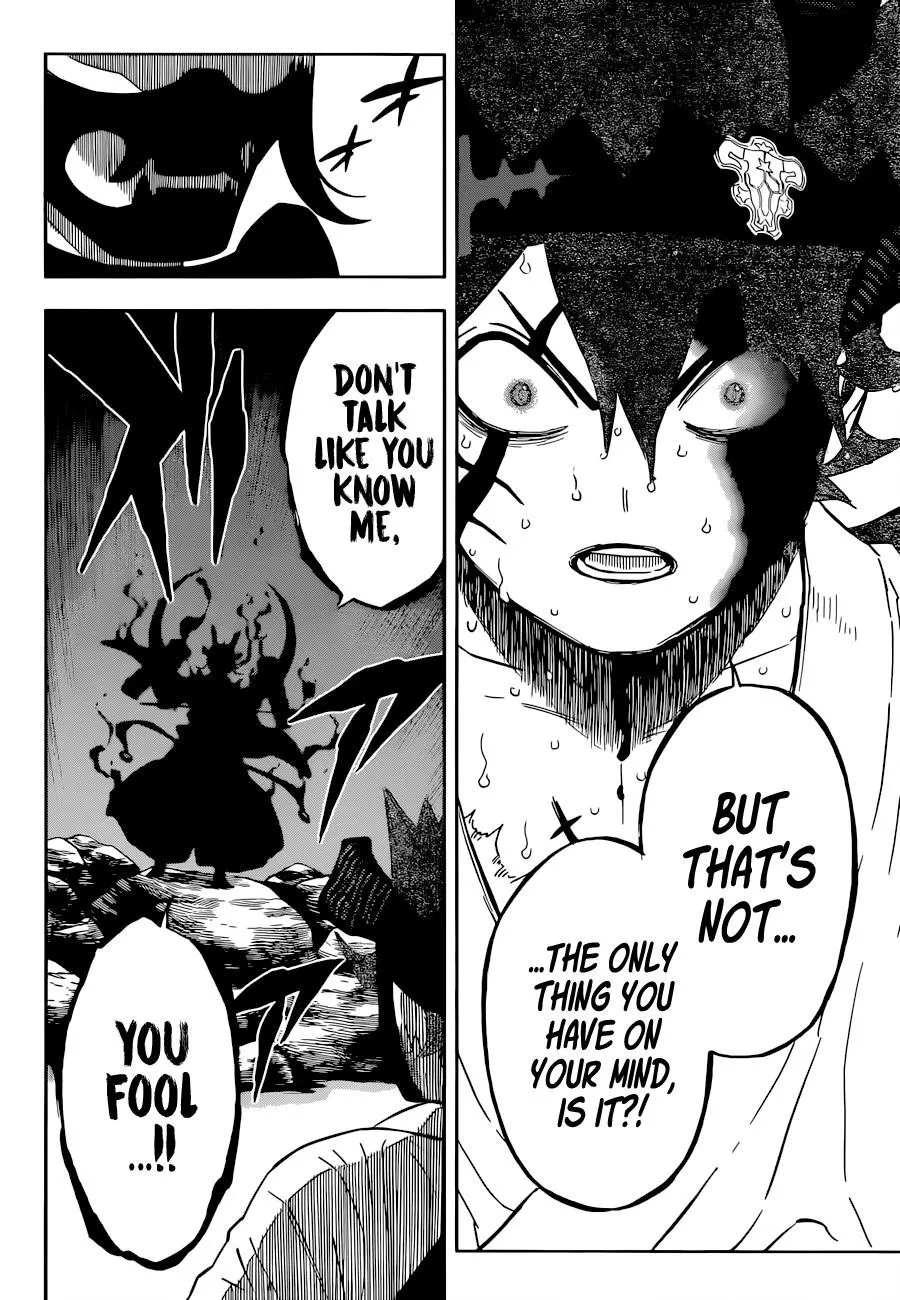 BUT
THAT'S
NOT...
...THE ONLY
THING YOU
HAVE ON
YOUR MIND,
IS IT?!
DON'T
TALK
LIKE YOU
KNOW
ME,
YOU
FOOL
...!!